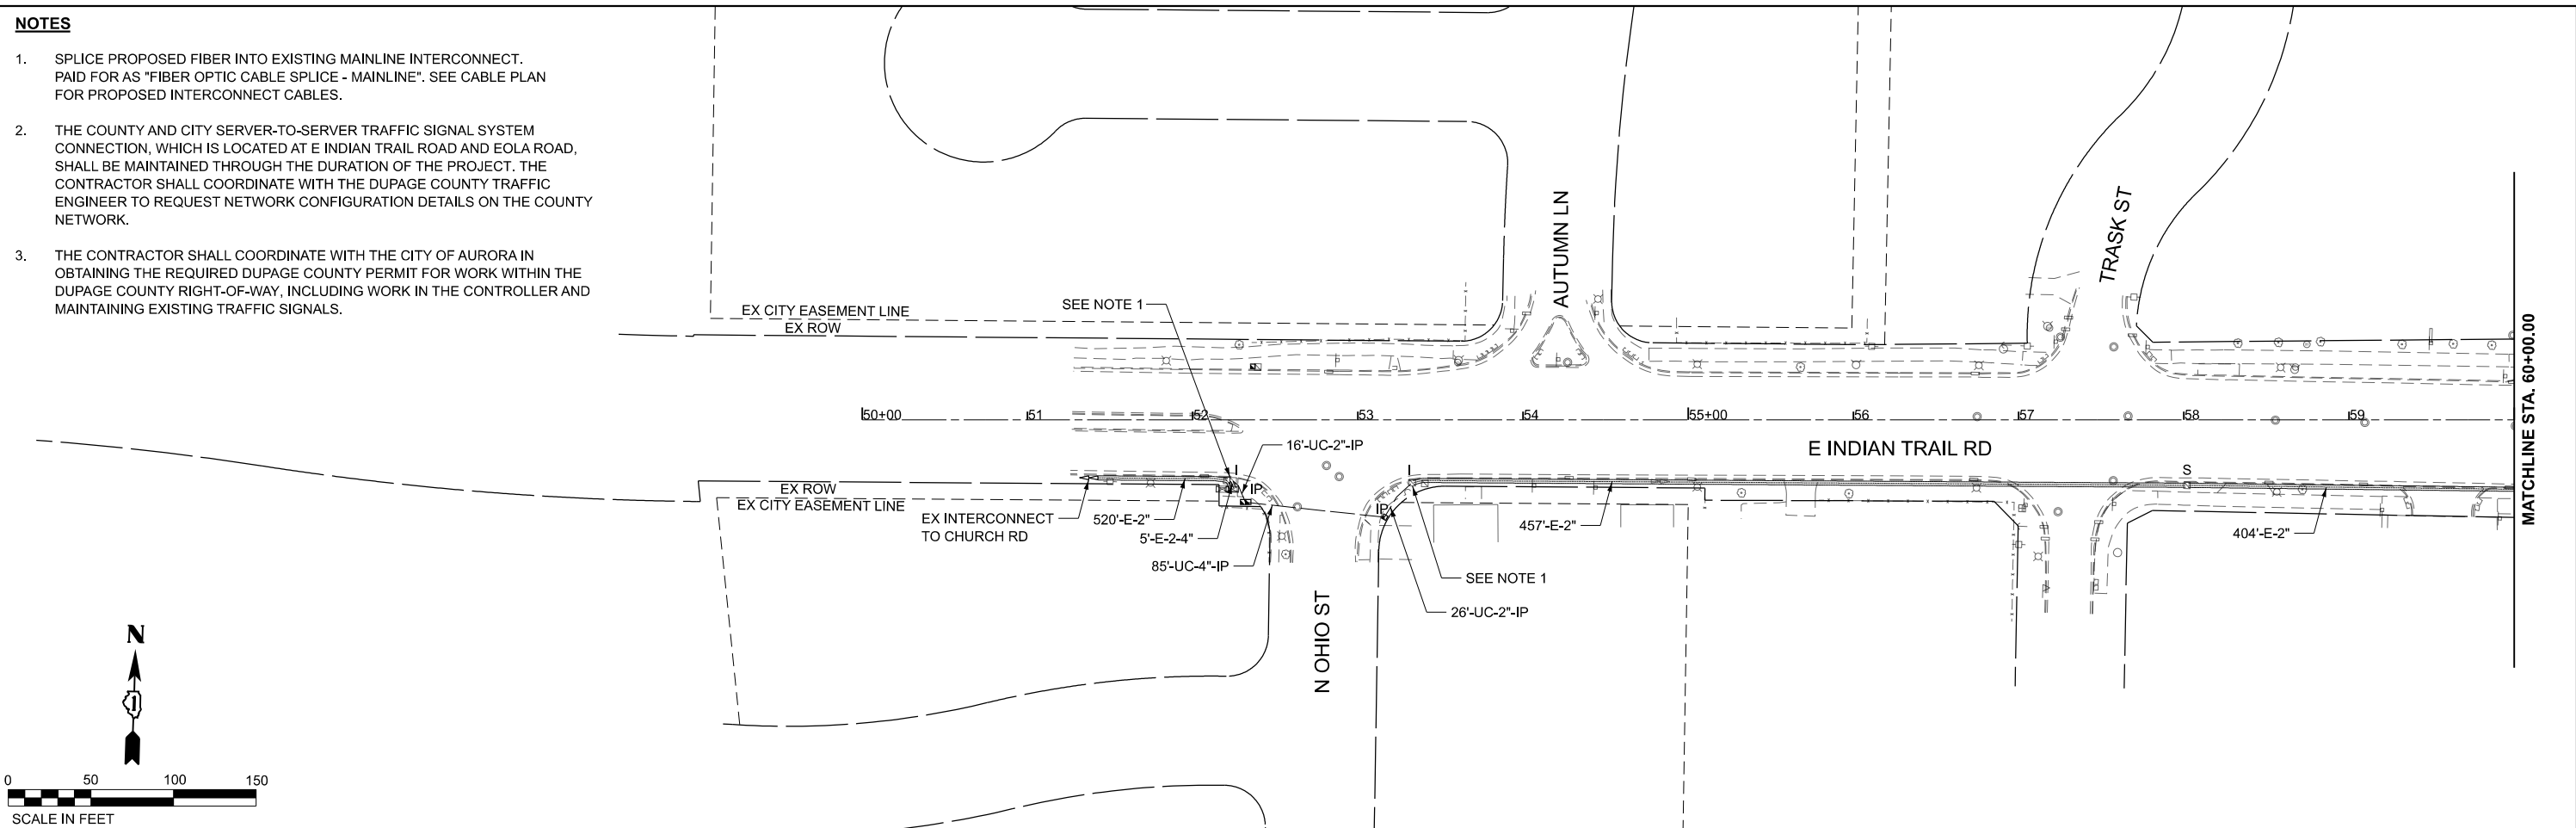 NOTES
1. SPLICE PROPOSED FIBER INTO EXISTING MAINLINE INTERCONNECT.
PAID FOR AS "FIBER OPTIC CABLE SPLICE - MAINLINE". SEE CABLE PLAN
FOR PROPOSED INTERCONNECT CABLES.
2. THE COUNTY AND CITY SERVER-TO-SERVER TRAFFIC SIGNAL SYSTEM
CONNECTION, WHICH IS LOCATED AT E INDIAN TRAIL ROAD AND EOLA ROAD,
SHALL BE MAINTAINED THROUGH THE DURATION OF THE PROJECT. THE
CONTRACTOR SHALL COORDINATE WITH THE DUPAGE COUNTY TRAFFIC
ENGINEER TO REQUEST NETWORK CONFIGURATION DETAILS ON THE COUNTY
NETWORK.
3. THE CONTRACTOR SHALL COORDINATE WITH THE CITY OF AURORA IN
OBTAINING THE REQUIRED DUPAGE COUNTY PERMIT FOR WORK WITHIN THE
DUPAGE COUNTY RIGHT-OF-WAY, INCLUDING WORK IN THE CONTROLLER AND
MAINTAINING EXISTING TRAFFIC SIGNALS.
AUTUMN LN
TRASK ST
EX CITY EASEMENT LINE
EX ROW
SEE NOTE 1
MATCHLINE STA. 60+00.00
50+00 51 52 53 54 55+00 56 57 58 59
E INDIAN TRAIL RD
16'-UC-2"-IP
I
I
S
IP
IP
EX ROW
EX CITY EASEMENT LINE
EX INTERCONNECT
TO CHURCH RD
520'-E-2"
5'-E-2-4"
85'-UC-4"-IP
457'-E-2"
404'-E-2"
SEE NOTE 1
26'-UC-2"-IP
N OHIO ST
N
1
0 50 100 150
SCALE IN FEET